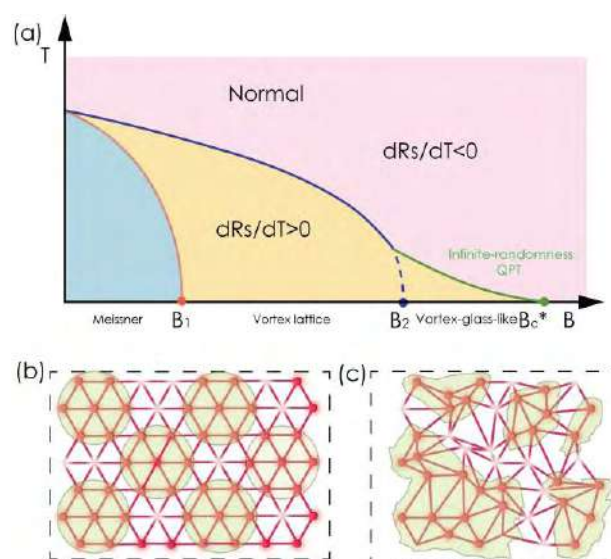 (a)
T
Normal
dRs/dT<0
dRs/dT>0
Infinite-randomness
QPT
Meissner B1 Vortex lattice B2 Vortex-glass-like Bc* B
(b) (c)